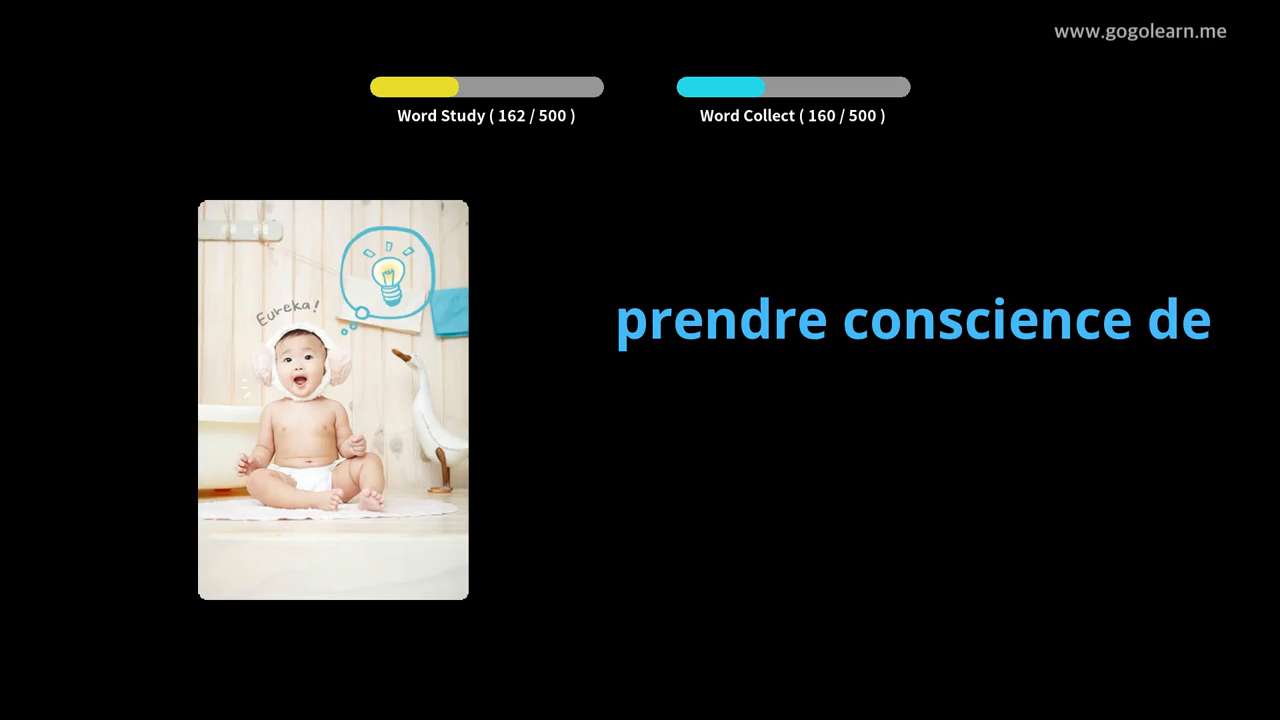 www.gogolearn.me
Word Study ( 162 / 500 )
Word Collect ( 160 / 500 )
Eureka!
prendre conscience de